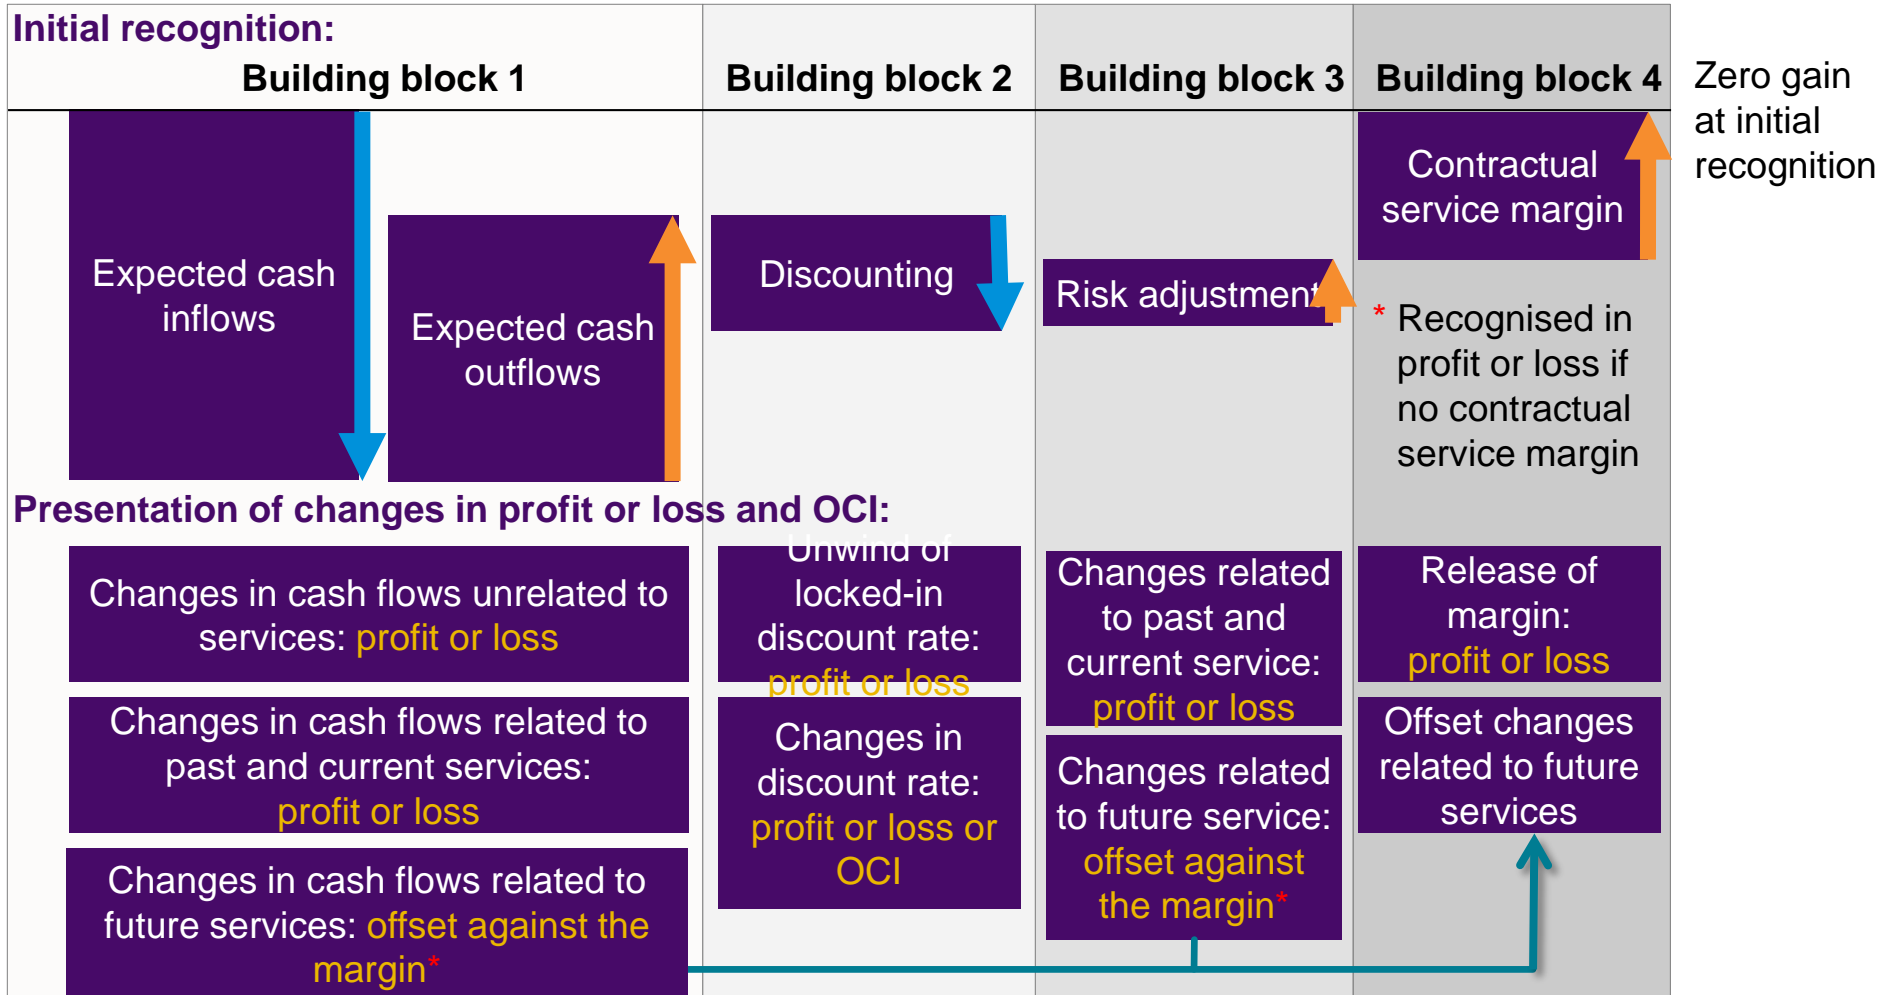 Initial recognition:
Building block 1
Building block 2
Building block 3
Building block 4
Zero gain
at initial
recognition
Expected cash
inflows
Expected cash
outflows
Discounting
Risk adjustment
Contractual
service margin
* Recognised in
profit or loss if
no contractual
service margin
Presentation of changes in profit or loss and OCI:
Changes in cash flows unrelated to
services: profit or loss
Changes in cash flows related to
past and current services:
profit or loss
Changes in cash flows related to
future services: offset against the
margin*
Unwind of
locked-in
discount rate:
profit or loss
Changes in
discount rate:
profit or loss or
OCI
Changes related
to past and
current service:
profit or loss
Changes related
to future service:
offset against
the margin*
Release of
margin:
profit or loss
Offset changes
related to future
services